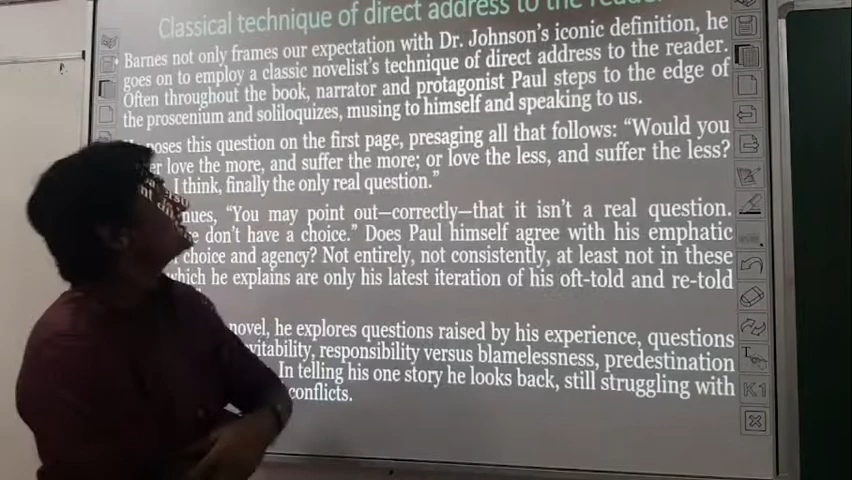 Classical technique of direct address to the reader
Barnes not only frames our expectation with Dr. Johnson's iconic definition, he
goes on to employ a classic novelist's technique of direct address to the reader.
Often throughout the book, narrator and protagonist Paul steps to the edge of
the proscenium and soliloquizes, musing to himself and speaking to us.
poses this question on the first page, presaging all that follows: "Would you
love the more, and suffer the more; or love the less, and suffer the less?
I think, finally the only real question."
"You may point out—correctly—that it isn't a real question.
don't have a choice." Does Paul himself agree with his emphatic
choice and agency? Not entirely, not consistently, at least not in these
which he explains are only his latest iteration of his oft-told and re-told
novel, he explores questions raised by his experience, questions
responsibility versus blamelessness, predestination
In telling his one story he looks back, still struggling with
conflicts.
K1